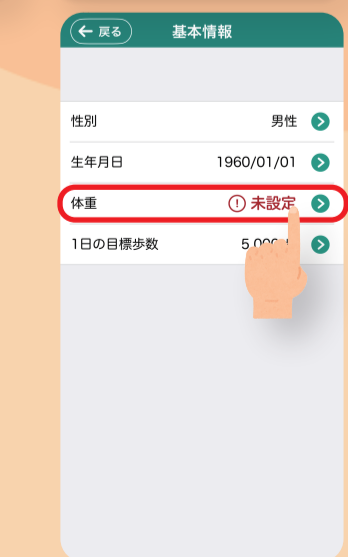 ← 戻る 基本情報
性別 男性
生年月日 1960/01/01
体重 未設定
1日の目標歩数